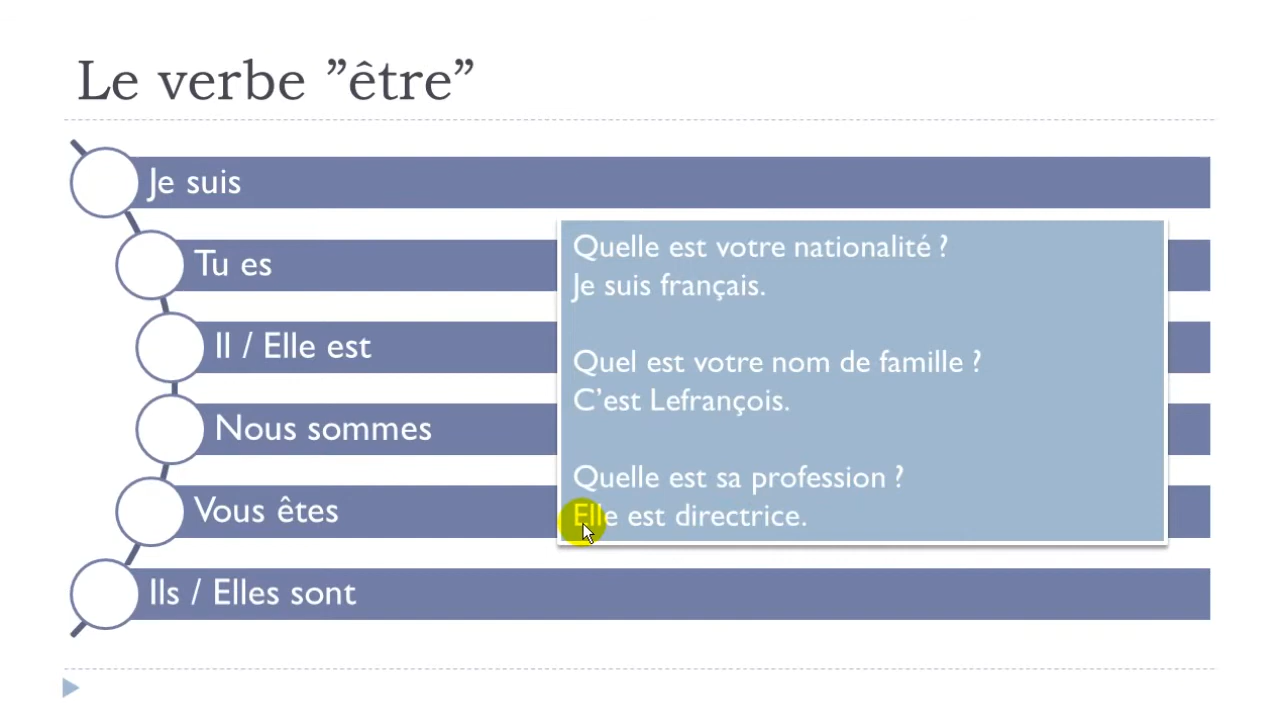 Le verbe ”être”
Je suis
Tu es
Il / Elle est
Nous sommes
Vous êtes
Ils / Elles sont
Quelle est votre nationalité ?
Je suis français.
Quel est votre nom de famille ?
C’est Lefrançois.
Quelle est sa profession ?
Elle est directrice.